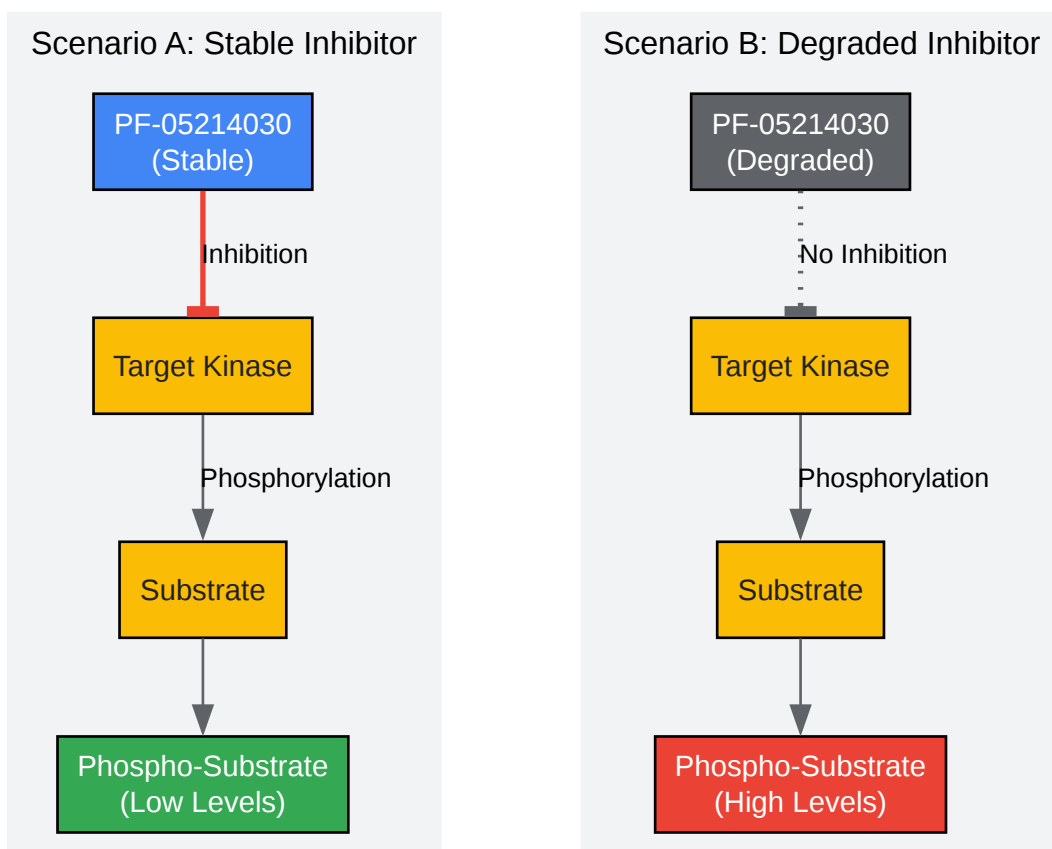 Scenario A: Stable Inhibitor
PF-05214030
(Stable)
Inhibition
Target Kinase
Phosphorylation
Substrate
Phospho-Substrate
(Low Levels)
Scenario B: Degraded Inhibitor
PF-05214030
(Degraded)
No Inhibition
Target Kinase
Phosphorylation
Substrate
Phospho-Substrate
(High Levels)